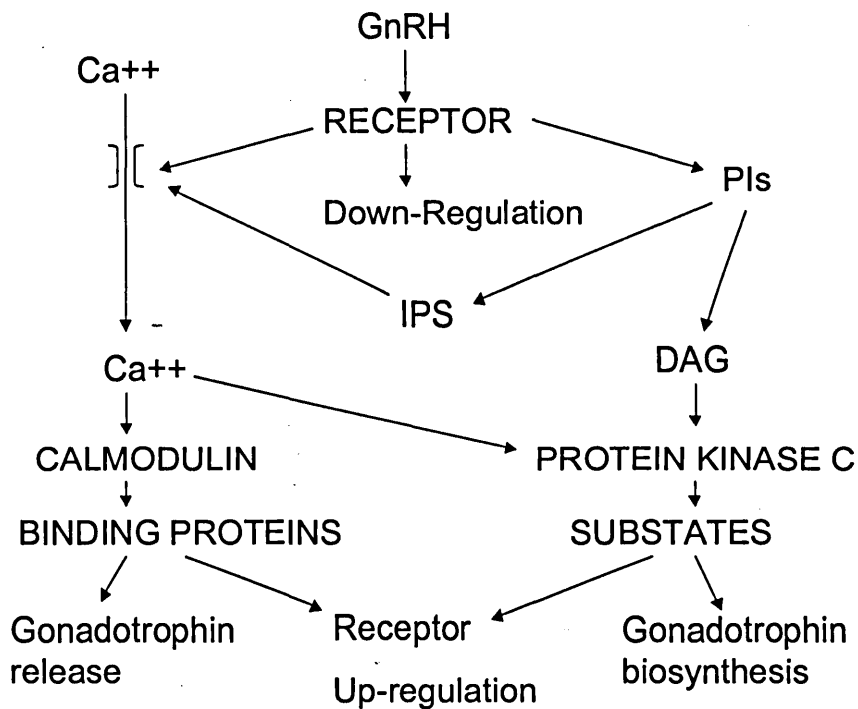 GnRH
Ca++
RECEPTOR
PIs
Down-Regulation
IPS
DAG
Ca++
CALMODULIN
PROTEIN KINASE C
BINDING PROTEINS
SUBSTATES
Gonadotrophin
release
Receptor
Up-regulation
Gonadotrophin
biosynthesis